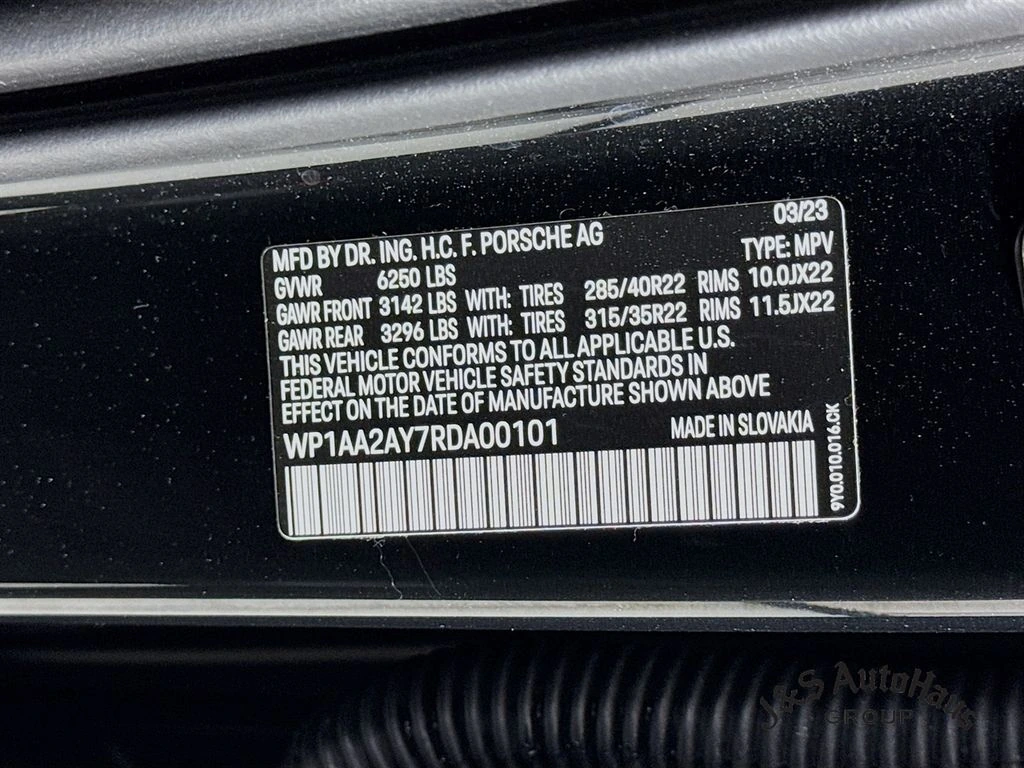 03/23
MFD BY DR. ING. H.C. F. PORSCHE AG TYPE: MPV
GVWR 6250 LBS
GAWR FRONT 3142 LBS WITH: TIRES 285/40R22 RIMS 10.0JX22
GAWR REAR 3296 LBS WITH: TIRES 315/35R22 RIMS 11.5JX22
THIS VEHICLE CONFORMS TO ALL APPLICABLE U.S.
FEDERAL MOTOR VEHICLE SAFETY STANDARDS IN
EFFECT ON THE DATE OF MANUFACTURE SHOWN ABOVE
WP1AA2AY7RDA00101 MADE IN SLOVAKIA
9Y0.010.016.CK
J&S AutoHaus
GROUP